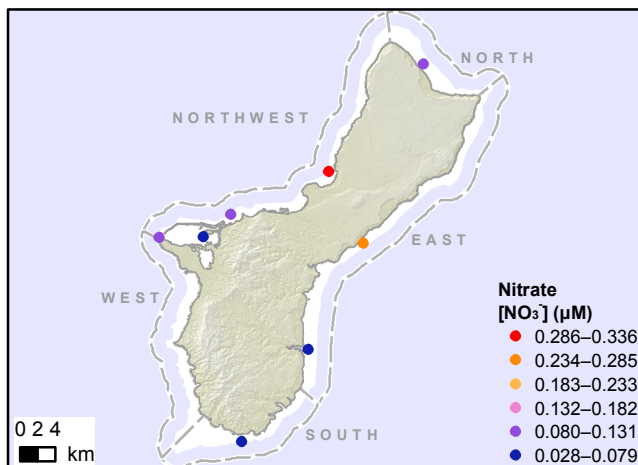 NORTH
NORTHWEST
EAST
WEST
SOUTH
Nitrate
[NO₃⁻] (µM)
0.286–0.336
0.234–0.285
0.183–0.233
0.132–0.182
0.080–0.131
0.028–0.079
0 2 4
km